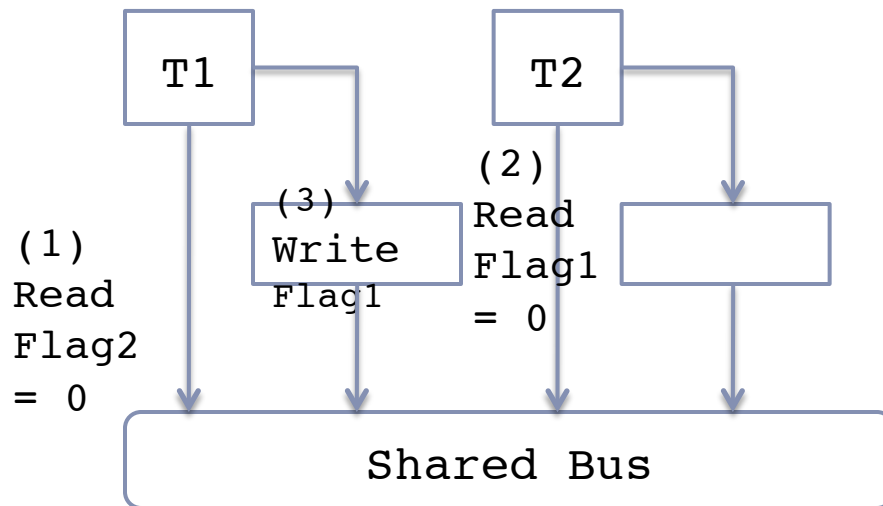 T1
T2
(1)
Read
Flag2
= 0
(3)
Write
Flag1
(2)
Read
Flag1
= 0
Shared Bus